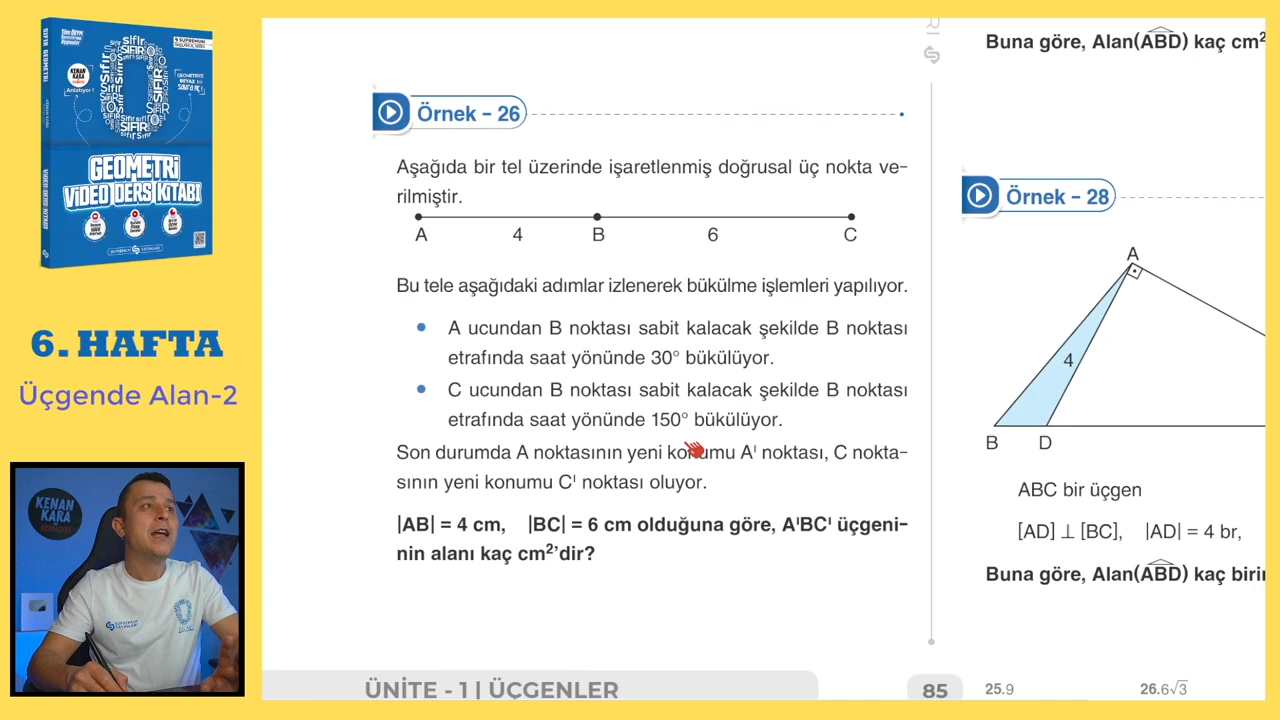 GEOMETRİ
VİDEO DERS KİTABI
6. HAFTA
Üçgende Alan-2
KENAN
KARA
Örnek – 26
Aşağıda bir tel üzerinde işaretlenmiş doğrusal üç nokta ve-
rilmiştir.
A 4 B 6 C
Bu tele aşağıdaki adımlar izlenerek bükülme işlemleri yapılıyor.
• A ucundan B noktası sabit kalacak şekilde B noktası
etrafında saat yönünde 30° bükülüyor.
• C ucundan B noktası sabit kalacak şekilde B noktası
etrafında saat yönünde 150° bükülüyor.
Son durumda A noktasının yeni konumu Aᴵ noktası, C nokta-
sının yeni konumu Cᴵ noktası oluyor.
|AB| = 4 cm, |BC| = 6 cm olduğuna göre, AᴵBCᴵ üçgeni-
nin alanı kaç cm²’dir?
ÜNİTE - 1 | ÜÇGENLER
85
Buna göre, Alan(ABD) kaç cm²
Örnek – 28
A
4
B D
ABC bir üçgen
[AD] ⊥ [BC], |AD| = 4 br,
Buna göre, Alan(ABD) kaç
25.9 26.6√3